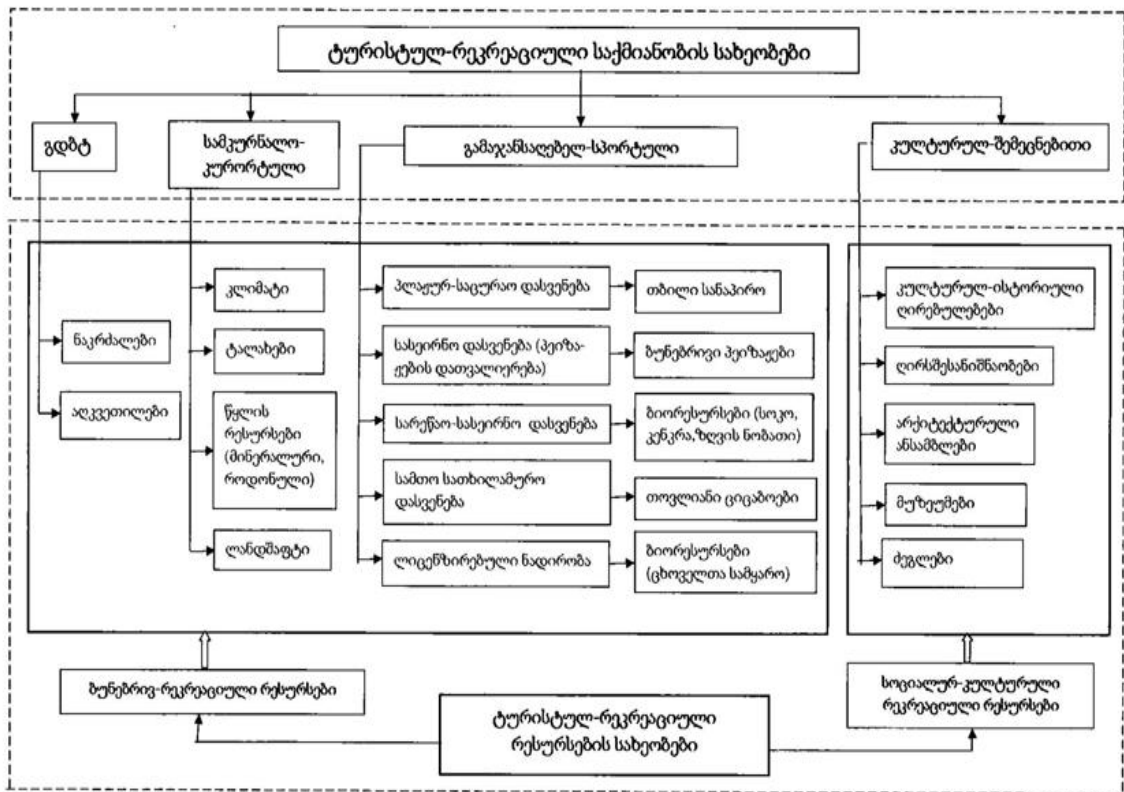 ტურისტულ-რეკრეაციული საქმიანობის სახეობები
გდბტ
სამკურნალო-
კურორტული
გამაჯანსაღებელ-სპორტული
კულტურულ-შემეცნებითი
ნაკრძალები
აღკვეთილები
კლიმატი
ტალახები
წყლის
რესურსები
(მინერალური,
როდონული)
ლანდშაფტი
პლაჟურ-საცურაო დასვენება
სასეირნო დასვენება (პეიზა-
ჟების დათვალიერება)
სარეწაო-სასეირნო დასვენება
სამთო სათხილამურო
დასვენება
ლიცენზირებული ნადირობა
თბილი სანაპირო
ბუნებრივი პეიზაჟები
ბიორესურსები (სოკო,
კენკრა,ზღვის ნობათი)
თოვლიანი ციცაბოები
ბიორესურსები
(ცხოველთა სამყარო)
კულტურულ-ისტორიული
ღირებულებები
ღირსშესანიშნაობები
არქიტექტურული
ანსამბლები
მუზეუმები
ძეგლები
ბუნებრივ-რეკრეაციული რესურსები
სოციალურ-კულტურული
რეკრეაციული რესურსები
ტურისტულ-რეკრეაციული
რესურსების სახეობები